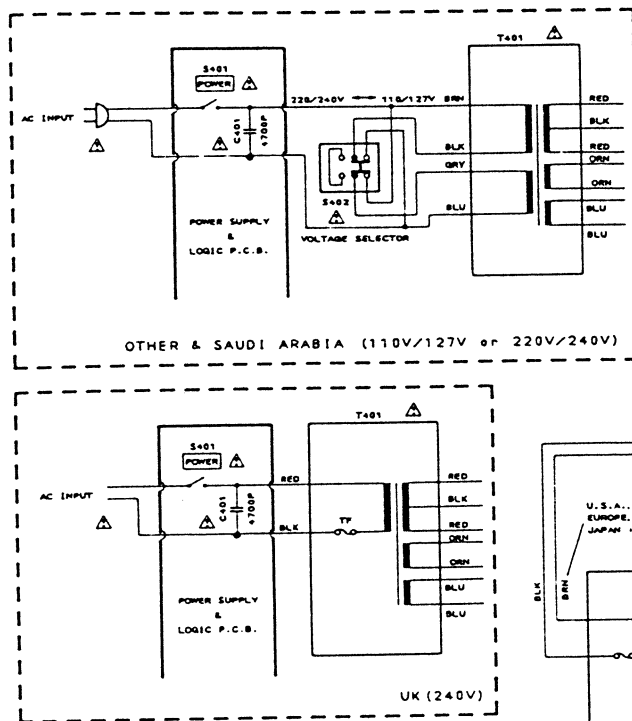 T401
S401
POWER
220/240V ↔ 110/127V
BRN
RED
AC INPUT
C401
4700P
BLK
BLK
RED
GRY
ORN
ORN
S402
BLU
BLU
BLU
POWER SUPPLY
&
LOGIC P.C.B.
VOLTAGE SELECTOR
OTHER & SAUDI ARABIA (110V/127V or 220V/240V)
T401
S401
POWER
RED
RED
AC INPUT
C401
4700P
BLK
BLK
TF
RED
ORN
ORN
BLU
BLU
POWER SUPPLY
&
LOGIC P.C.B.
UK (240V)
U.S.A.,
EUROPE,
JAPAN
BLK
BRN